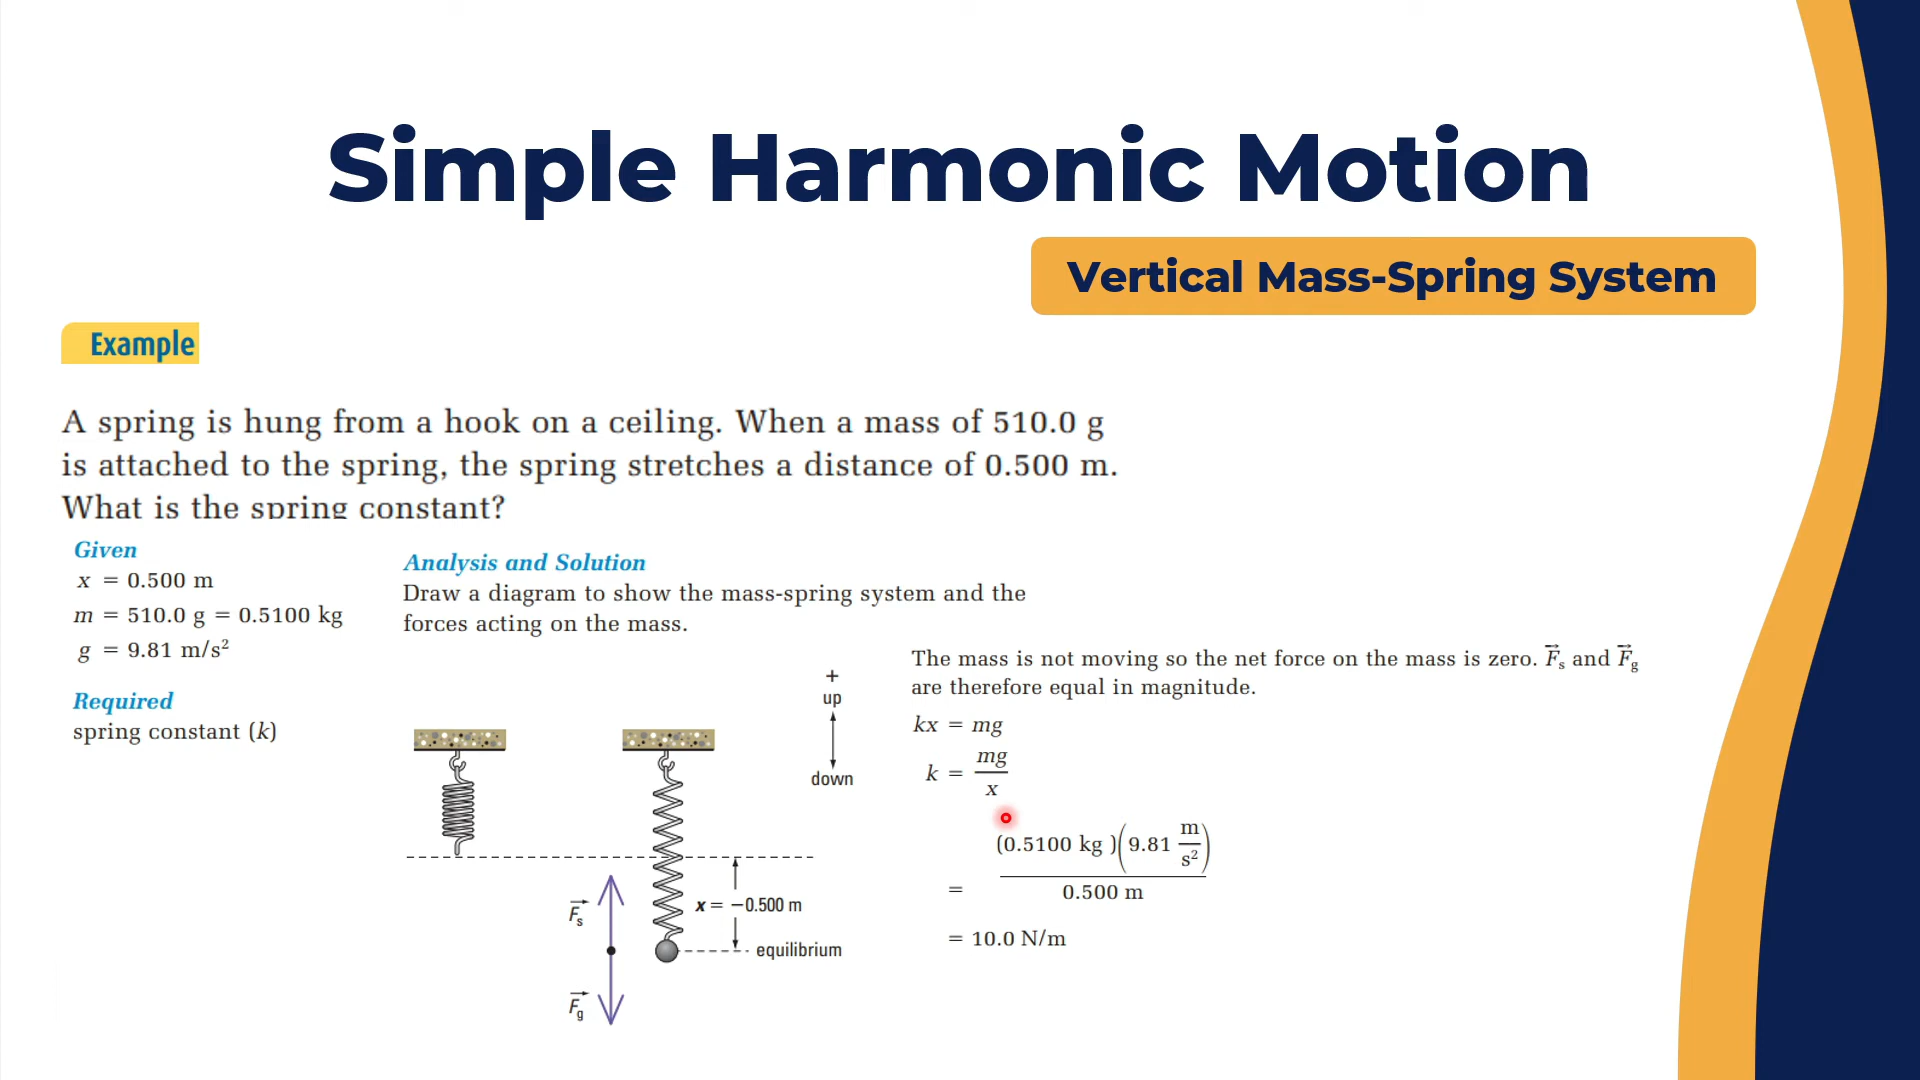 Simple Harmonic Motion
Vertical Mass-Spring System
Example
A spring is hung from a hook on a ceiling. When a mass of 510.0 g
is attached to the spring, the spring stretches a distance of 0.500 m.
What is the spring constant?
Given
x = 0.500 m
m = 510.0 g = 0.5100 kg
g = 9.81 m/s²
Required
spring constant (k)
Analysis and Solution
Draw a diagram to show the mass-spring system and the
forces acting on the mass.
+
up
down
F⃗s
x = −0.500 m
equilibrium
F⃗g
The mass is not moving so the net force on the mass is zero. F⃗s and F⃗g
are therefore equal in magnitude.
kx = mg
k = mg/x
= (0.5100 kg )(9.81 m/s²)/0.500 m
= 10.0 N/m